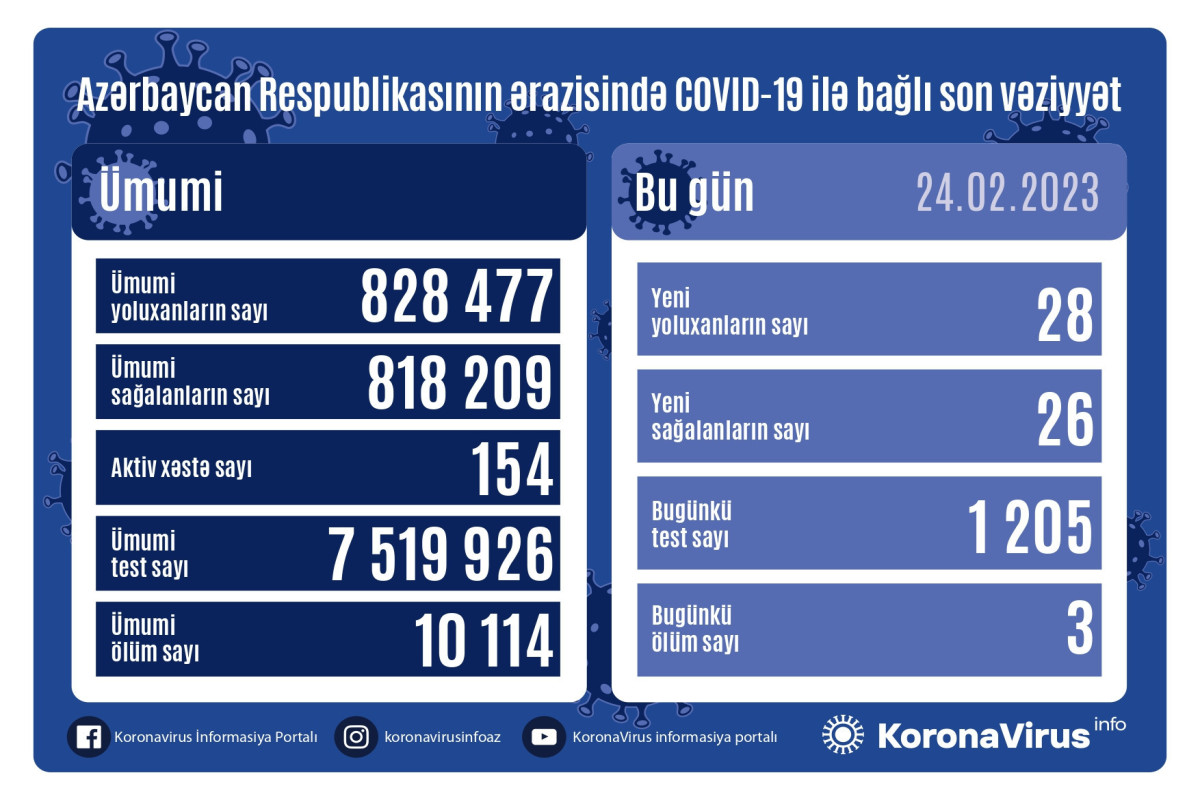 Azərbaycan Respublikasının ərazisində COVID-19 ilə bağlı son vəziyyət
Ümumi
Ümumi
yoluxanların sayı
828 477
Ümumi
sağalanların sayı
818 209
Aktiv xəstə sayı
154
Ümumi
test sayı
7 519 926
Ümumi
ölüm sayı
10 114
Bu gün
24.02.2023
Yeni
yoluxanların sayı
28
Yeni
sağalanların sayı
26
Bugünkü
test sayı
1 205
Bugünkü
ölüm sayı
3
Koronavirus İnformasiya Portalı
koronavirusinfoaz
KoronaVirus informasiya portalı
KoronaVirus info